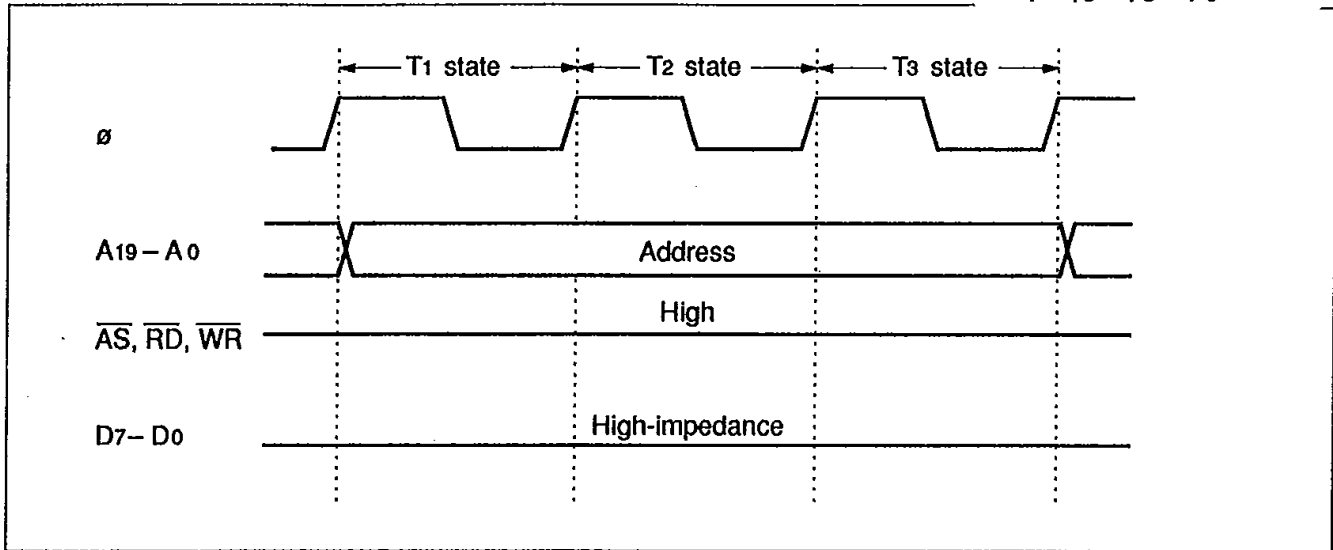 T1 state T2 state T3 state
ø
A19 – A0 Address
High
AS, RD, WR
D7 – D0 High-impedance